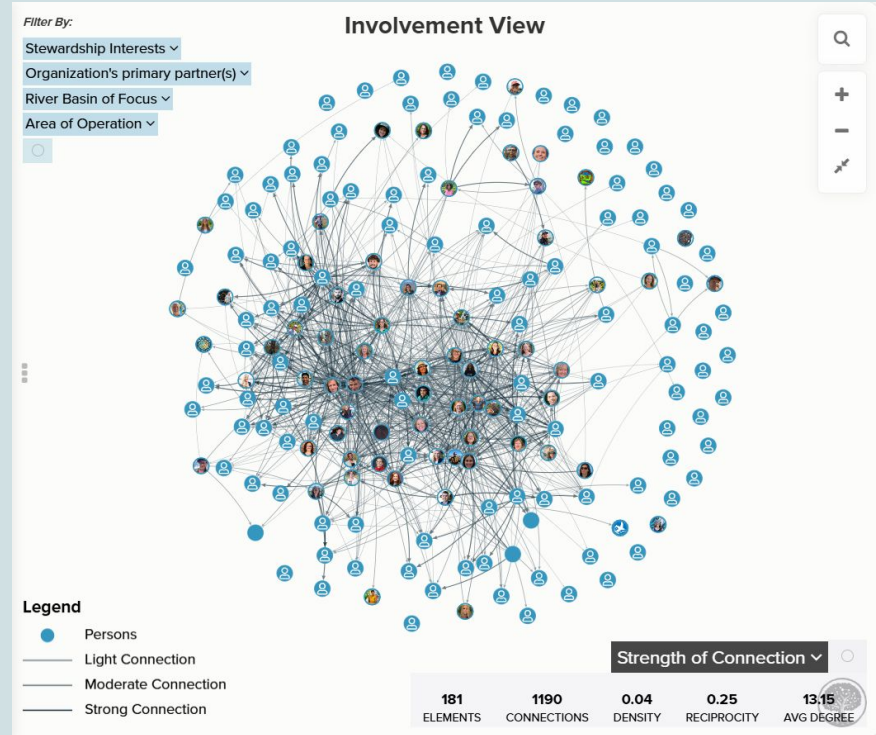 Involvement View
Filter By:
Stewardship Interests
Organization's primary partner(s)
River Basin of Focus
Area of Operation
Legend
Persons
Light Connection
Moderate Connection
Strong Connection
Strength of Connection
181 1190 0.04 0.25 13.15
ELEMENTS CONNECTIONS DENSITY RECIPROCITY AVG DEGREE